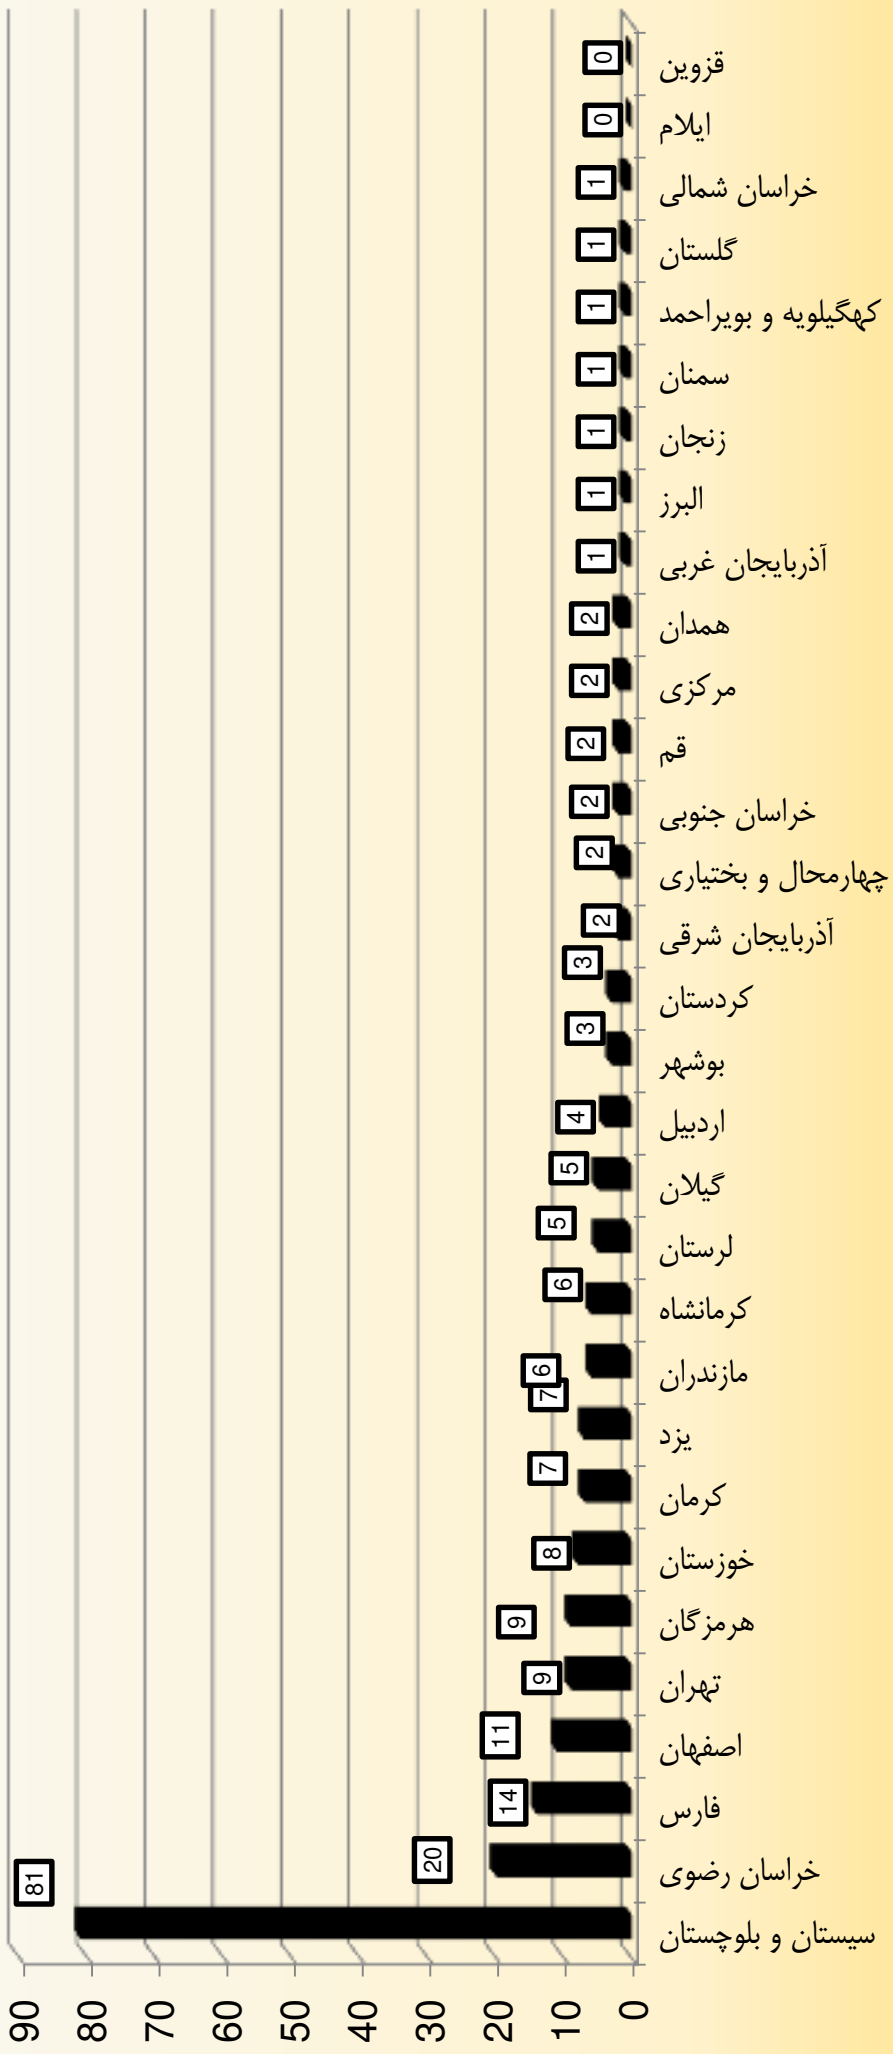 81
20
14
11
9
9
8
7
7
6
6
5
5
4
3
3
2
2
2
2
2
2
1
1
1
1
1
1
1
0
0
90
80
70
60
50
40
30
20
10
0
سیستان و بلوچستان
خراسان رضوی
فارس
اصفهان
تهران
هرمزگان
خوزستان
کرمان
یزد
مازندران
کرمانشاه
لرستان
گیلان
اردبیل
بوشهر
کردستان
آذربایجان شرقی
چهارمحال و بختیاری
خراسان جنوبی
قم
مرکزی
همدان
آذربایجان غربی
البرز
زنجان
سمنان
کهگیلویه و بویراحمد
گلستان
خراسان شمالی
ایلام
قزوین